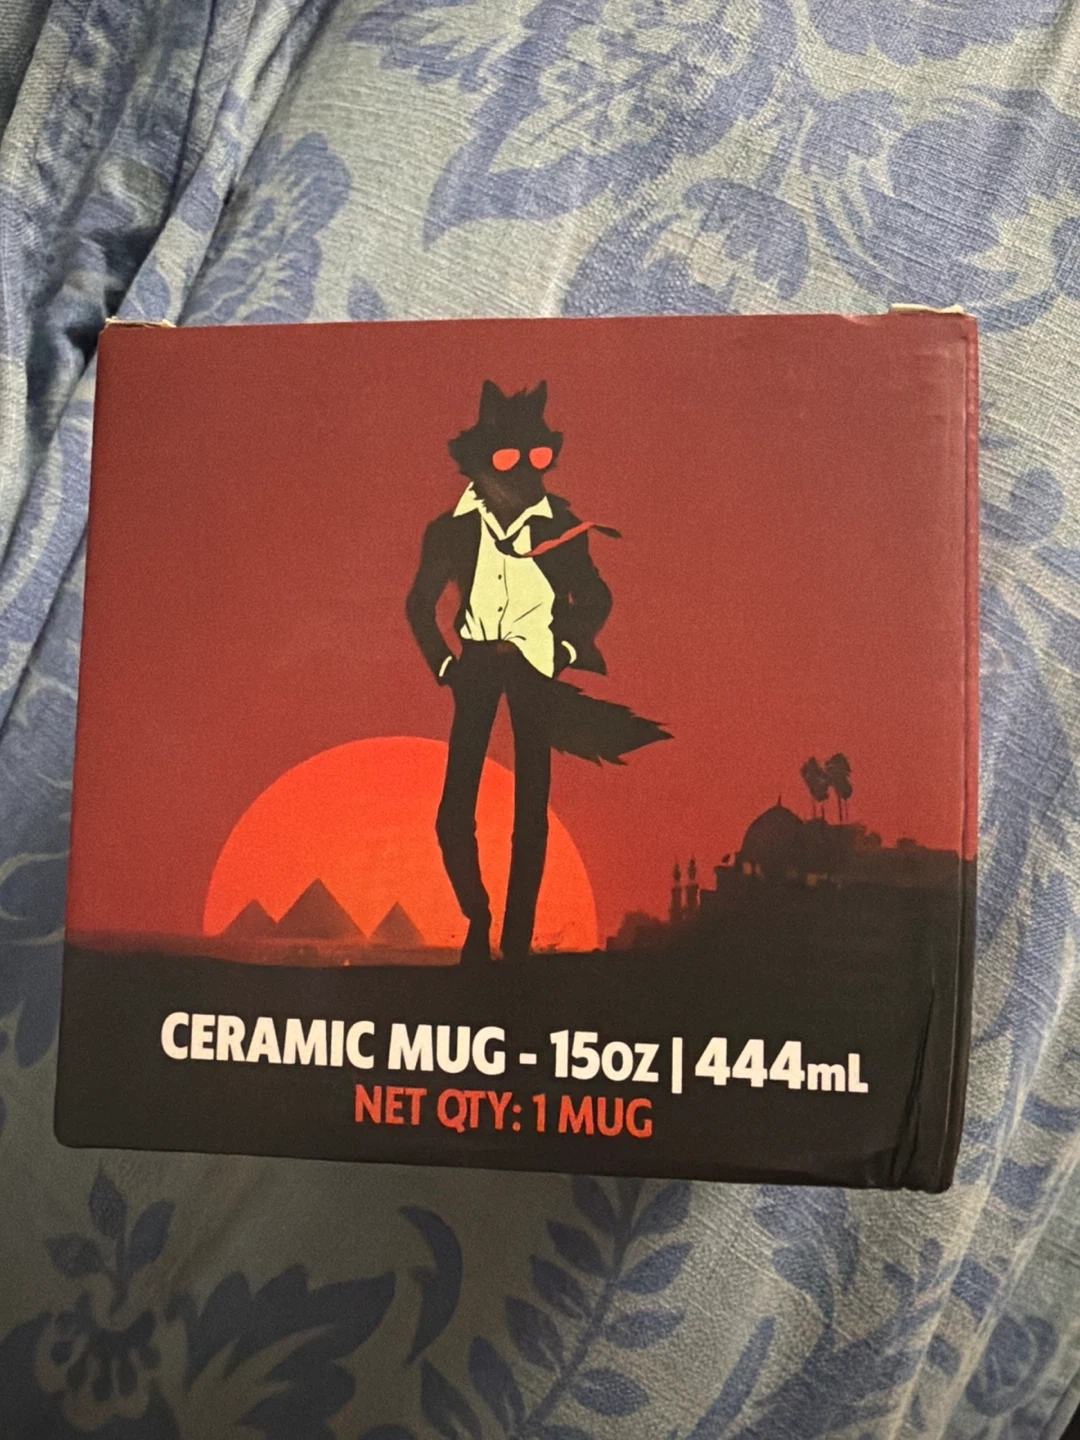 CERAMIC MUG - 15oz | 444mL
NET QTY: 1 MUG